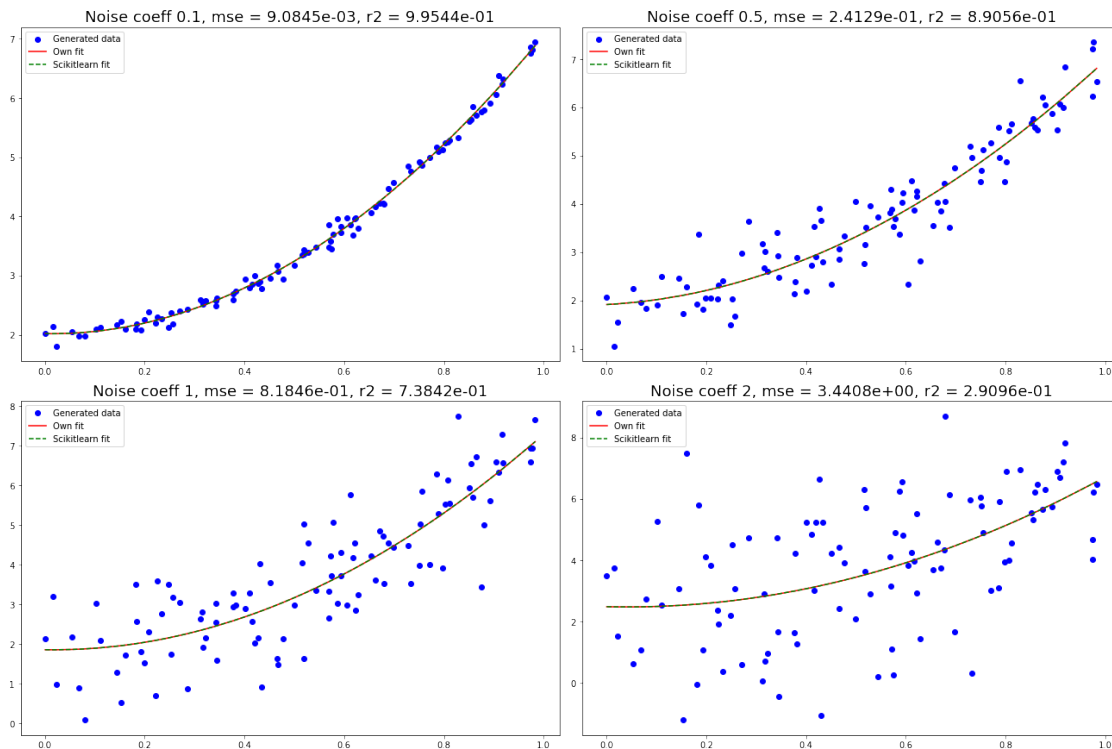 Noise coeff 0.1, mse = 9.0845e-03, r2 = 9.9544e-01
Generated data
Own fit
Scikitlearn fit
7
6
5
4
3
2
0.0 0.2 0.4 0.6 0.8 1.0
Noise coeff 0.5, mse = 2.4129e-01, r2 = 8.9056e-01
Generated data
Own fit
Scikitlearn fit
7
6
5
4
3
2
1
0.0 0.2 0.4 0.6 0.8 1.0
Noise coeff 1, mse = 8.1846e-01, r2 = 7.3842e-01
Generated data
Own fit
Scikitlearn fit
8
7
6
5
4
3
2
1
0
0.0 0.2 0.4 0.6 0.8 1.0
Noise coeff 2, mse = 3.4408e+00, r2 = 2.9096e-01
Generated data
Own fit
Scikitlearn fit
8
6
4
2
0
0.0 0.2 0.4 0.6 0.8 1.0